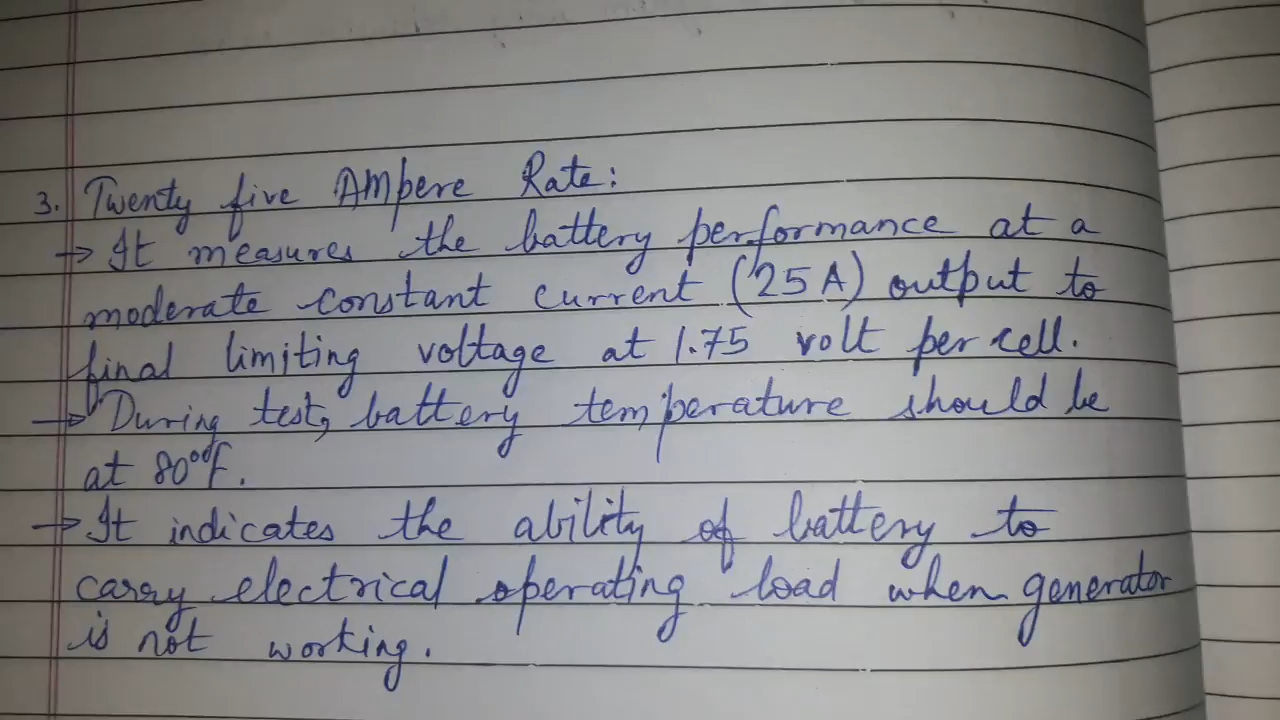 3. Twenty five Ampere Rate:
→ It measures the battery performance at a
moderate constant current (25A) output to
final limiting voltage at 1.75 volt per cell.
→ During test, battery temperature should be
at 80°F.
→ It indicates the ability of battery to
carry electrical operating load when generator
is not working.